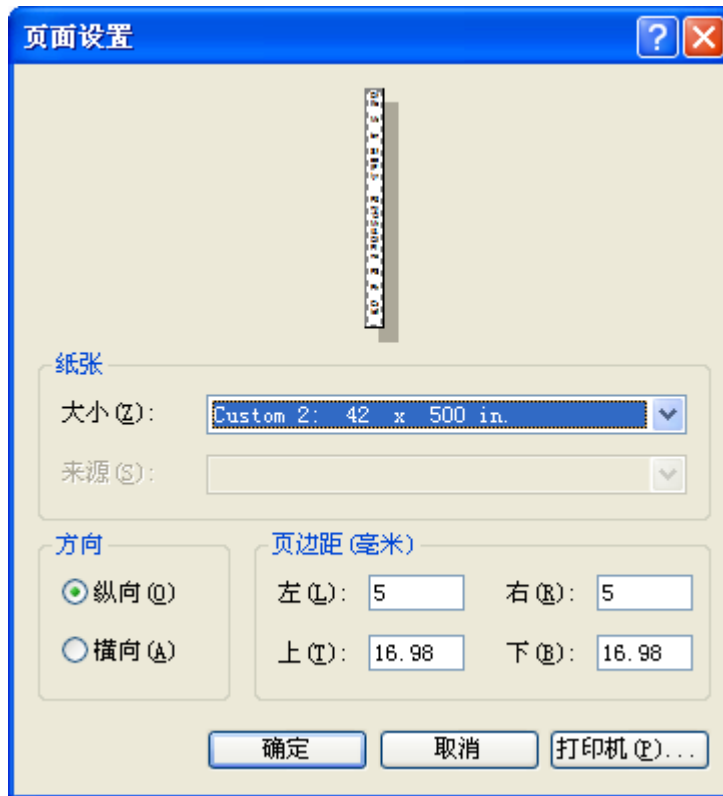 页面设置
纸张
大小(Z): Custom 2: 42 x 500 in.
来源(S):
方向
纵向(O)
横向(A)
页边距(毫米)
左(L): 5 右(R): 5
上(T): 16.98 下(B): 16.98
确定 取消 打印机(P)...